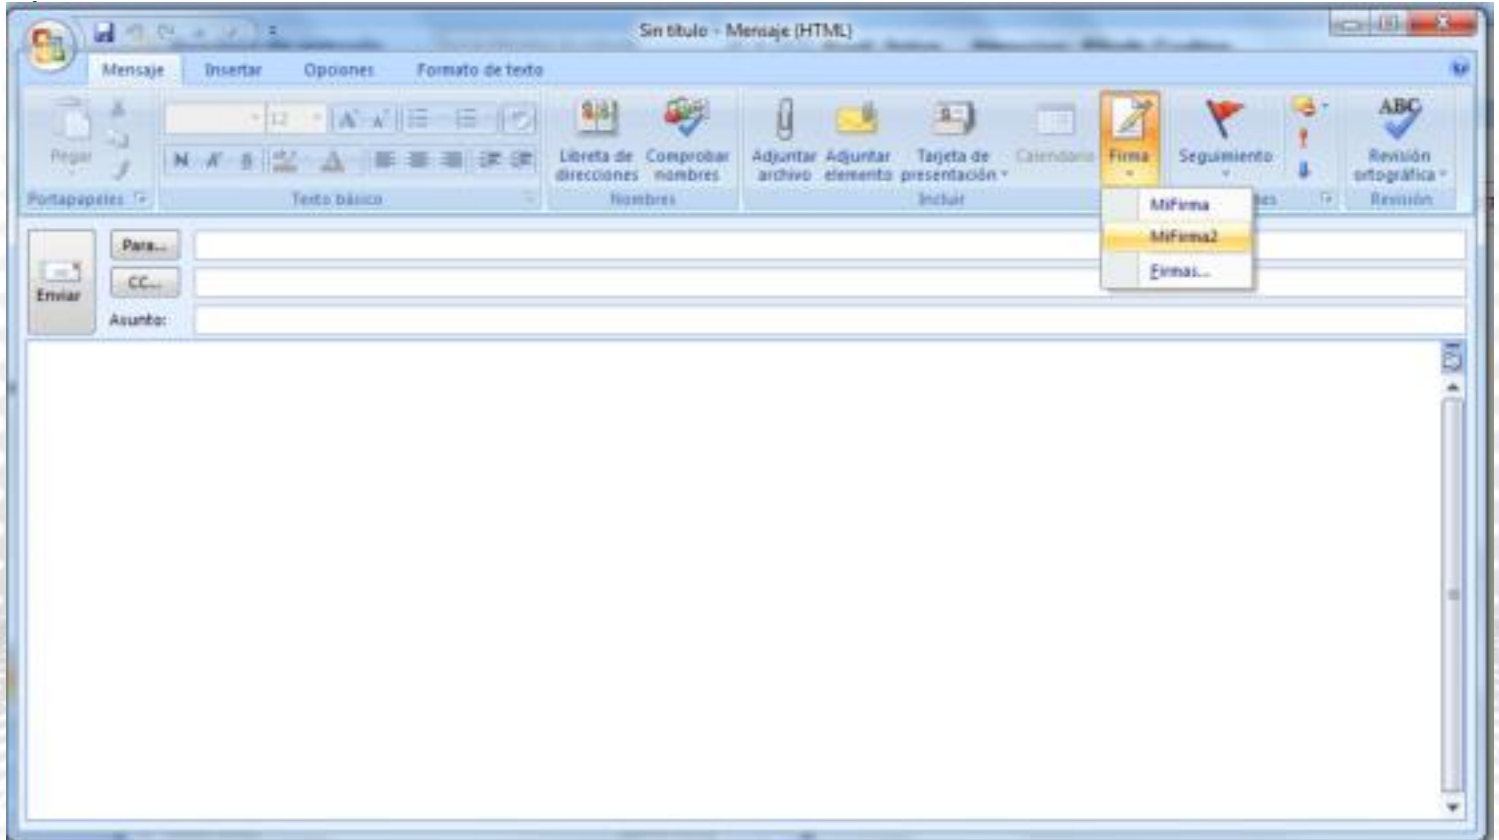 Sin título - Mensaje (HTML)
Mensaje Insertar Opciones Formato de texto
12
ABC
Pegar
N K S
Libreta de direcciones
Comprobar nombres
Adjuntar archivo
Adjuntar elemento
Tarjeta de presentación
Calendario
Firma
Seguimiento
Revisión ortográfica
Portapapeles
Texto básico
Nombres
Incluir
Revisión
MiFirma
MiFirma2
Firmas...
Para...
CC...
Enviar
Asunto: